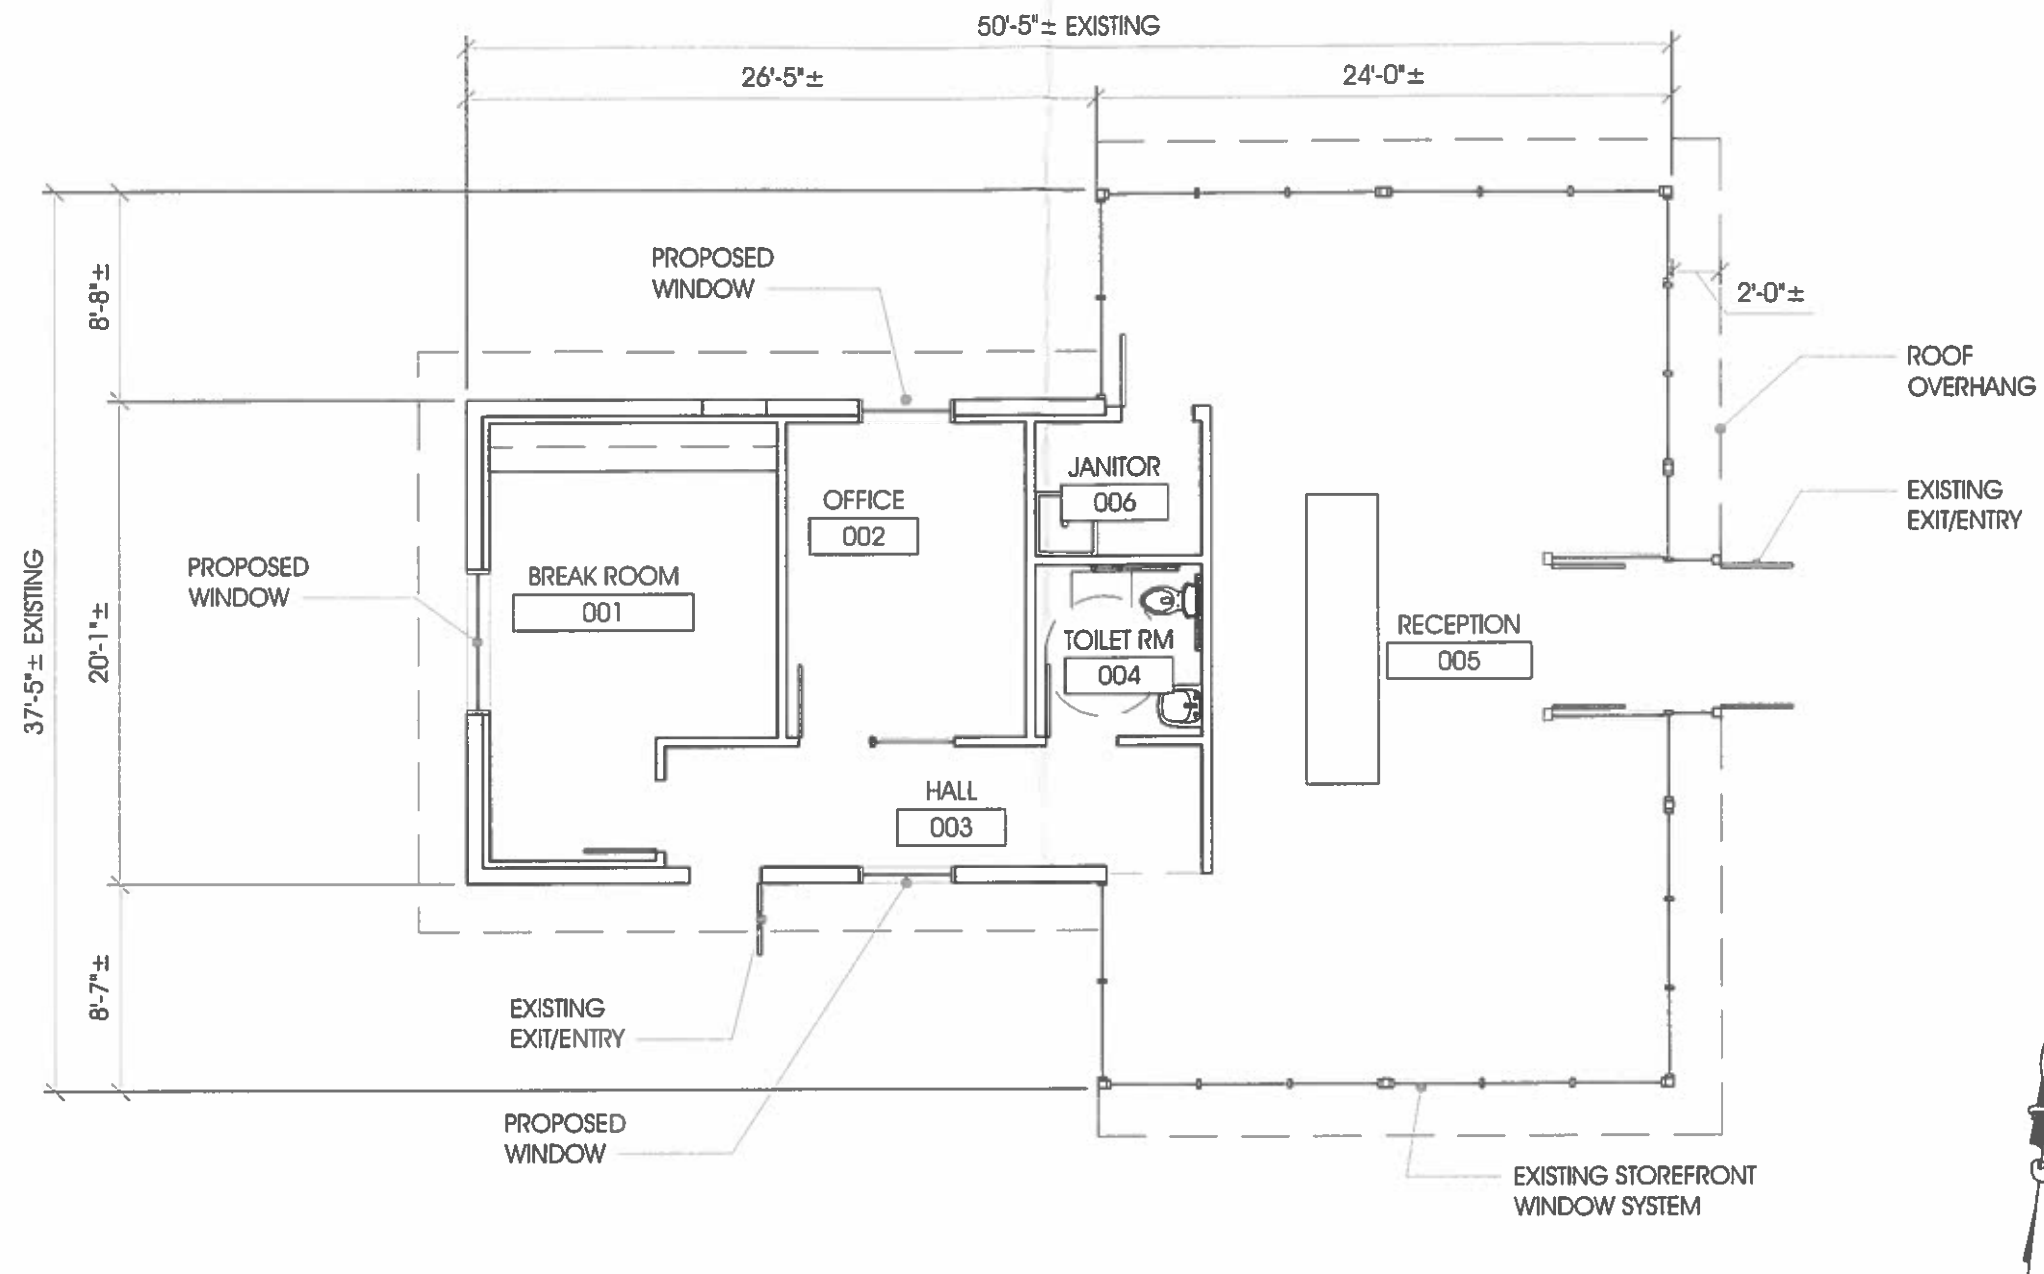 50'-5"± EXISTING
26'-5"±
24'-0"±
8'-8"±
PROPOSED
WINDOW
2'-0"±
ROOF
OVERHANG
JANITOR
006
OFFICE
002
EXISTING
EXIT/ENTRY
37'-5"± EXISTING
20'-1"±
PROPOSED
WINDOW
BREAK ROOM
001
TOILET RM
004
RECEPTION
005
HALL
003
8'-7"±
EXISTING
EXIT/ENTRY
PROPOSED
WINDOW
EXISTING STOREFRONT
WINDOW SYSTEM